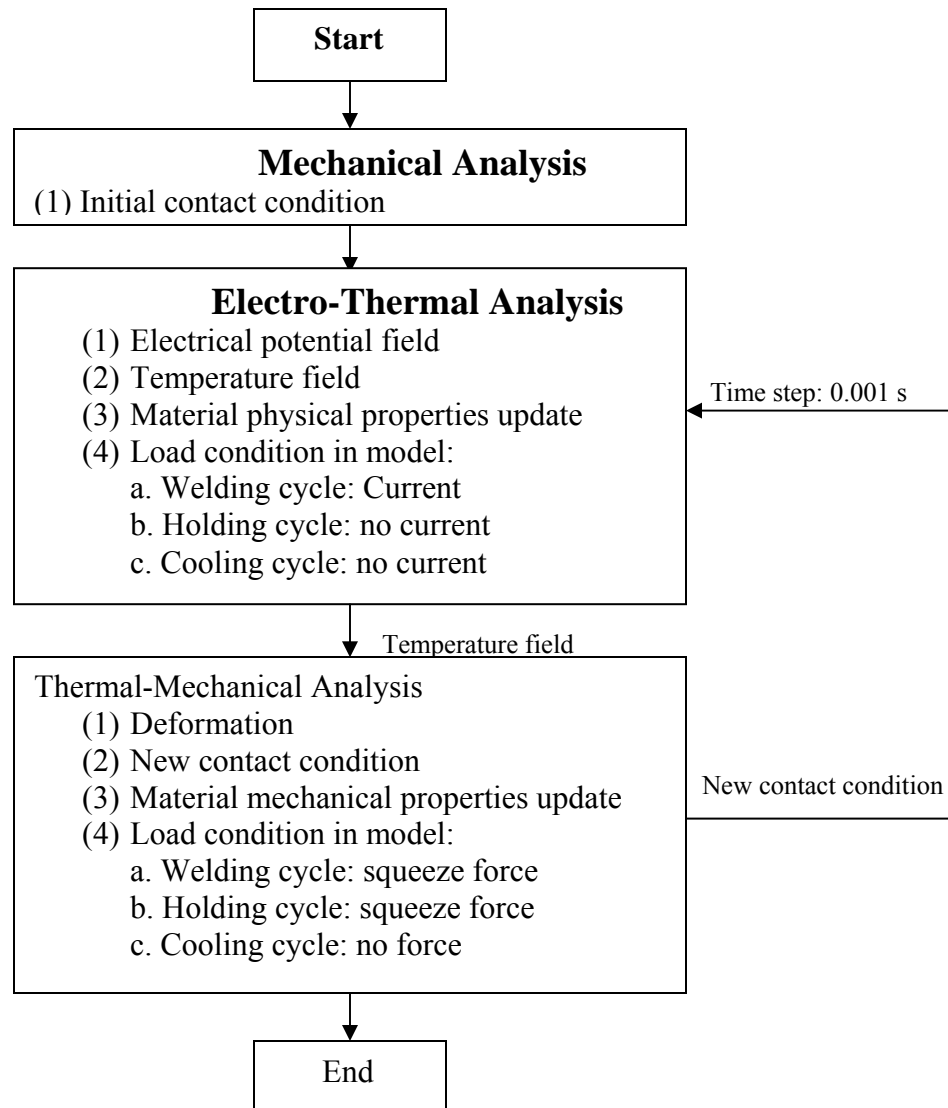 Start
Mechanical Analysis
(1) Initial contact condition
Electro-Thermal Analysis
(1) Electrical potential field
(2) Temperature field
(3) Material physical properties update
(4) Load condition in model:
a. Welding cycle: Current
b. Holding cycle: no current
c. Cooling cycle: no current
Time step: 0.001 s
Temperature field
Thermal-Mechanical Analysis
(1) Deformation
(2) New contact condition
(3) Material mechanical properties update
(4) Load condition in model:
a. Welding cycle: squeeze force
b. Holding cycle: squeeze force
c. Cooling cycle: no force
New contact condition
End